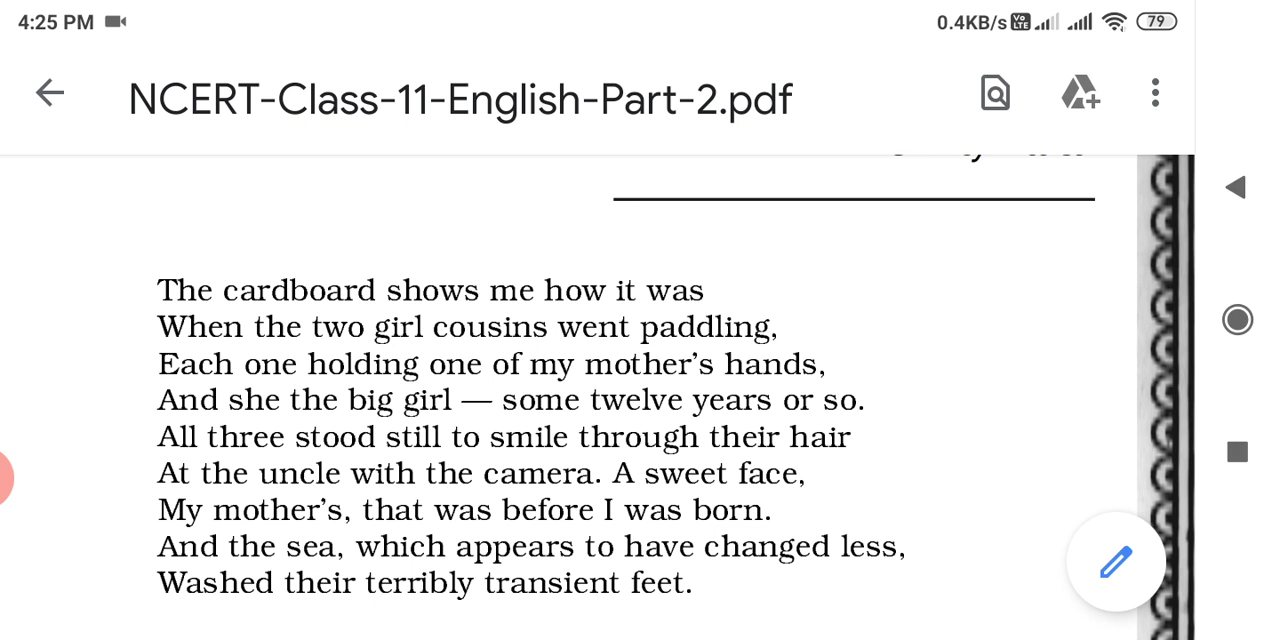 4:25 PM
0.4KB/s Vo LTE 79
NCERT-Class-11-English-Part-2.pdf
The cardboard shows me how it was
When the two girl cousins went paddling,
Each one holding one of my mother’s hands,
And she the big girl — some twelve years or so.
All three stood still to smile through their hair
At the uncle with the camera. A sweet face,
My mother’s, that was before I was born.
And the sea, which appears to have changed less,
Washed their terribly transient feet.